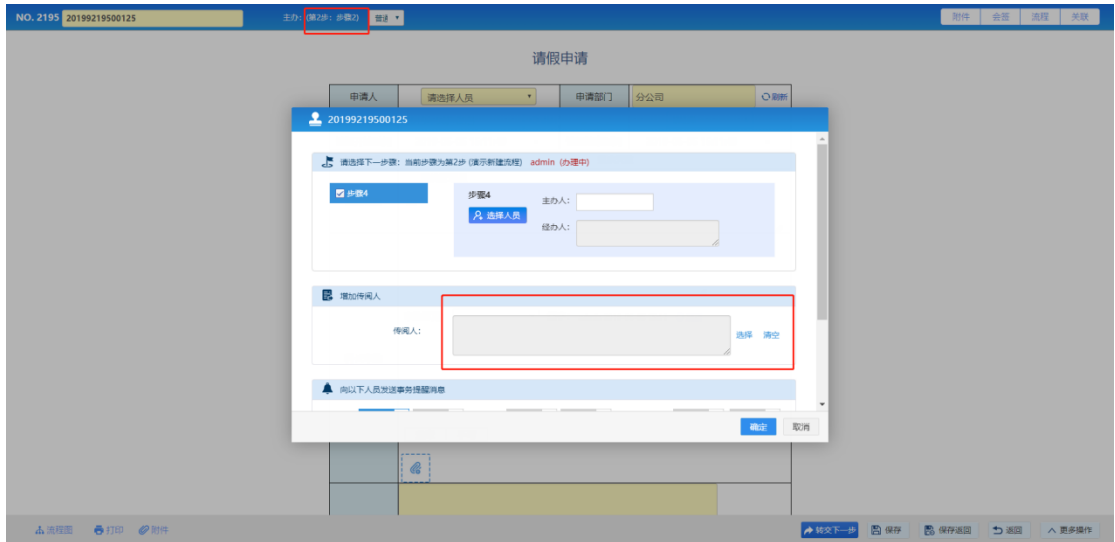 NO. 2195 20199219500125 主办: (第2步: 步骤2) 普通 附件 会签 流程 关联
请假申请
申请人 请选择人员 申请部门 分公司 刷新
20199219500125
请选择下一步骤: 当前步骤为第2步 (演示新建流程) admin (办理中)
步骤4
步骤4
选择人员
主办人:
经办人:
增加传阅人
传阅人: 选择 清空
向以下人员发送事务提醒消息
确定 取消
流程图 打印 附件 转交下一步 保存 保存返回 返回 更多操作